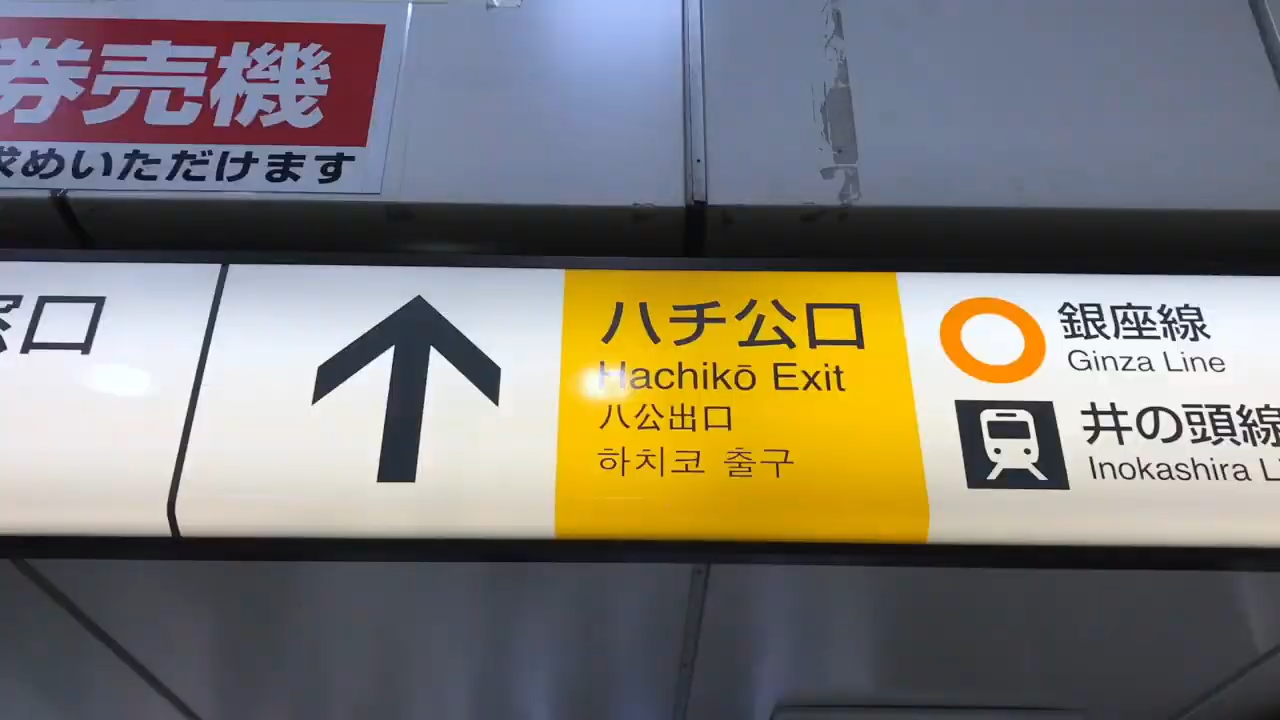 券売機
求めいただけます
窓口
ハチ公口
Hachikō Exit
八公出口
하치코 출구
銀座線
Ginza Line
井の頭線
Inokashira L